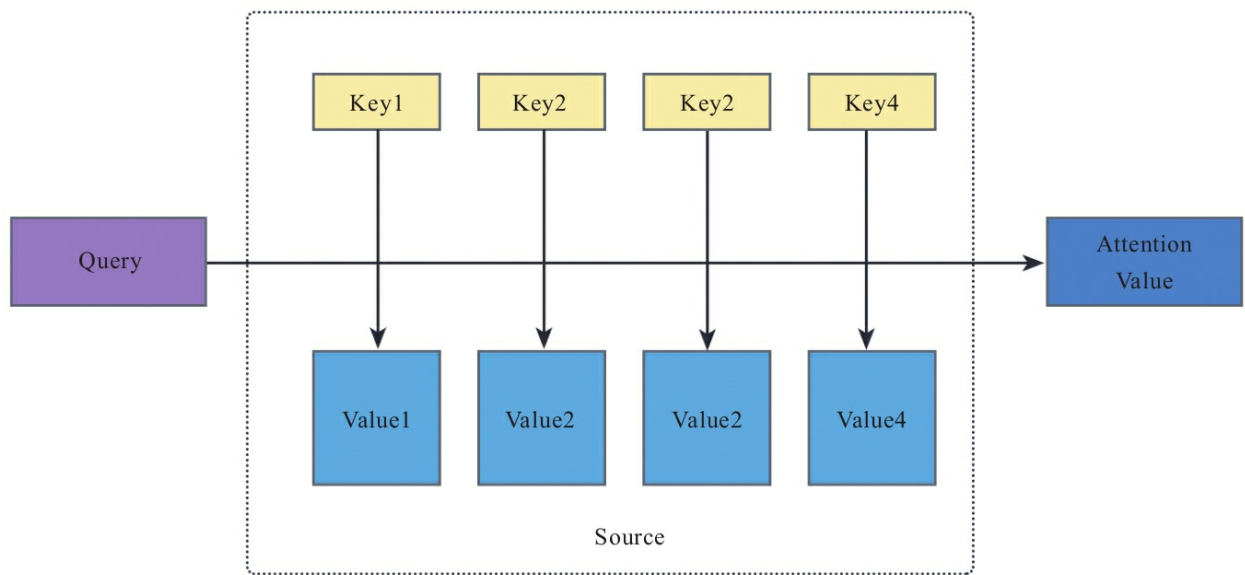 Key1
Key2
Key2
Key4
Query
Attention
Value
Value1
Value2
Value2
Value4
Source